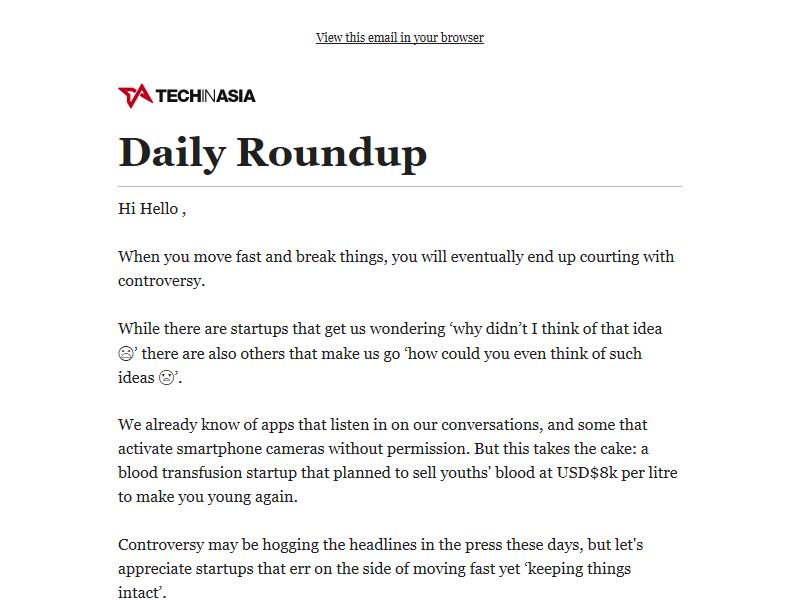 View this email in your browser
TECHINASIA
Daily Roundup
Hi Hello ,
When you move fast and break things, you will eventually end up courting with
controversy.
While there are startups that get us wondering ‘why didn’t I think of that idea
☹’ there are also others that make us go ‘how could you even think of such
ideas 😟’.
We already know of apps that listen in on our conversations, and some that
activate smartphone cameras without permission. But this takes the cake: a
blood transfusion startup that planned to sell youths' blood at USD$8k per litre
to make you young again.
Controversy may be hogging the headlines in the press these days, but let's
appreciate startups that err on the side of moving fast yet ‘keeping things
intact’.